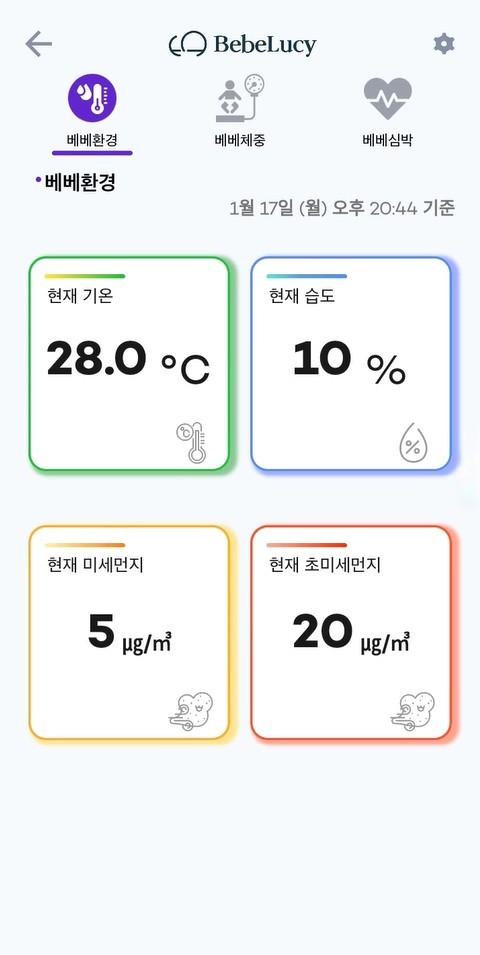 BebeLucy
베베환경
베베체중
베베심박
•베베환경
1월 17일 (월) 오후 20:44 기준
현재 기온
현재 습도
28.0 °C
10 %
°C
%
현재 미세먼지
현재 초미세먼지
5 μg/㎥
20 μg/㎥